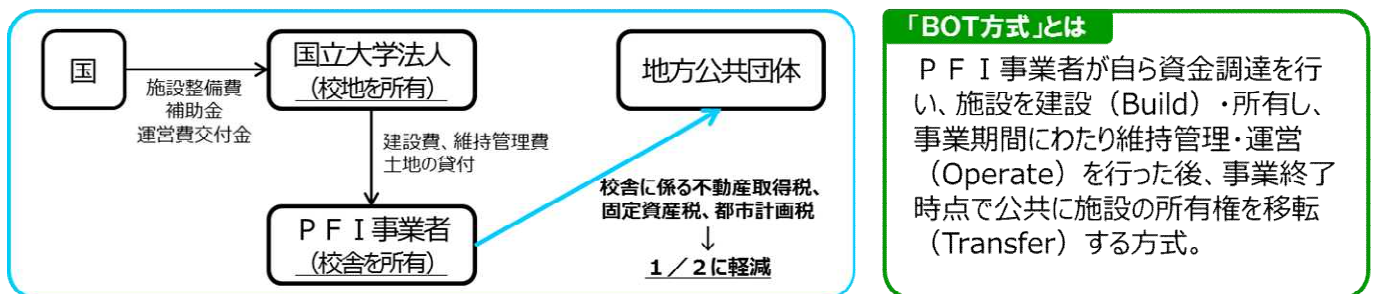 国
施設整備費
補助金
運営費交付金
国立大学法人
（校地を所有）
建設費、維持管理費
土地の貸付
ＰＦＩ事業者
（校舎を所有）
地方公共団体
校舎に係る不動産取得税、
固定資産税、都市計画税
↓
１／２に軽減
「BOT方式」とは
ＰＦＩ事業者が自ら資金調達を行
い、施設を建設（Build）・所有し、
事業期間にわたり維持管理・運営
（Operate）を行った後、事業終了
時点で公共に施設の所有権を移転
（Transfer）する方式。